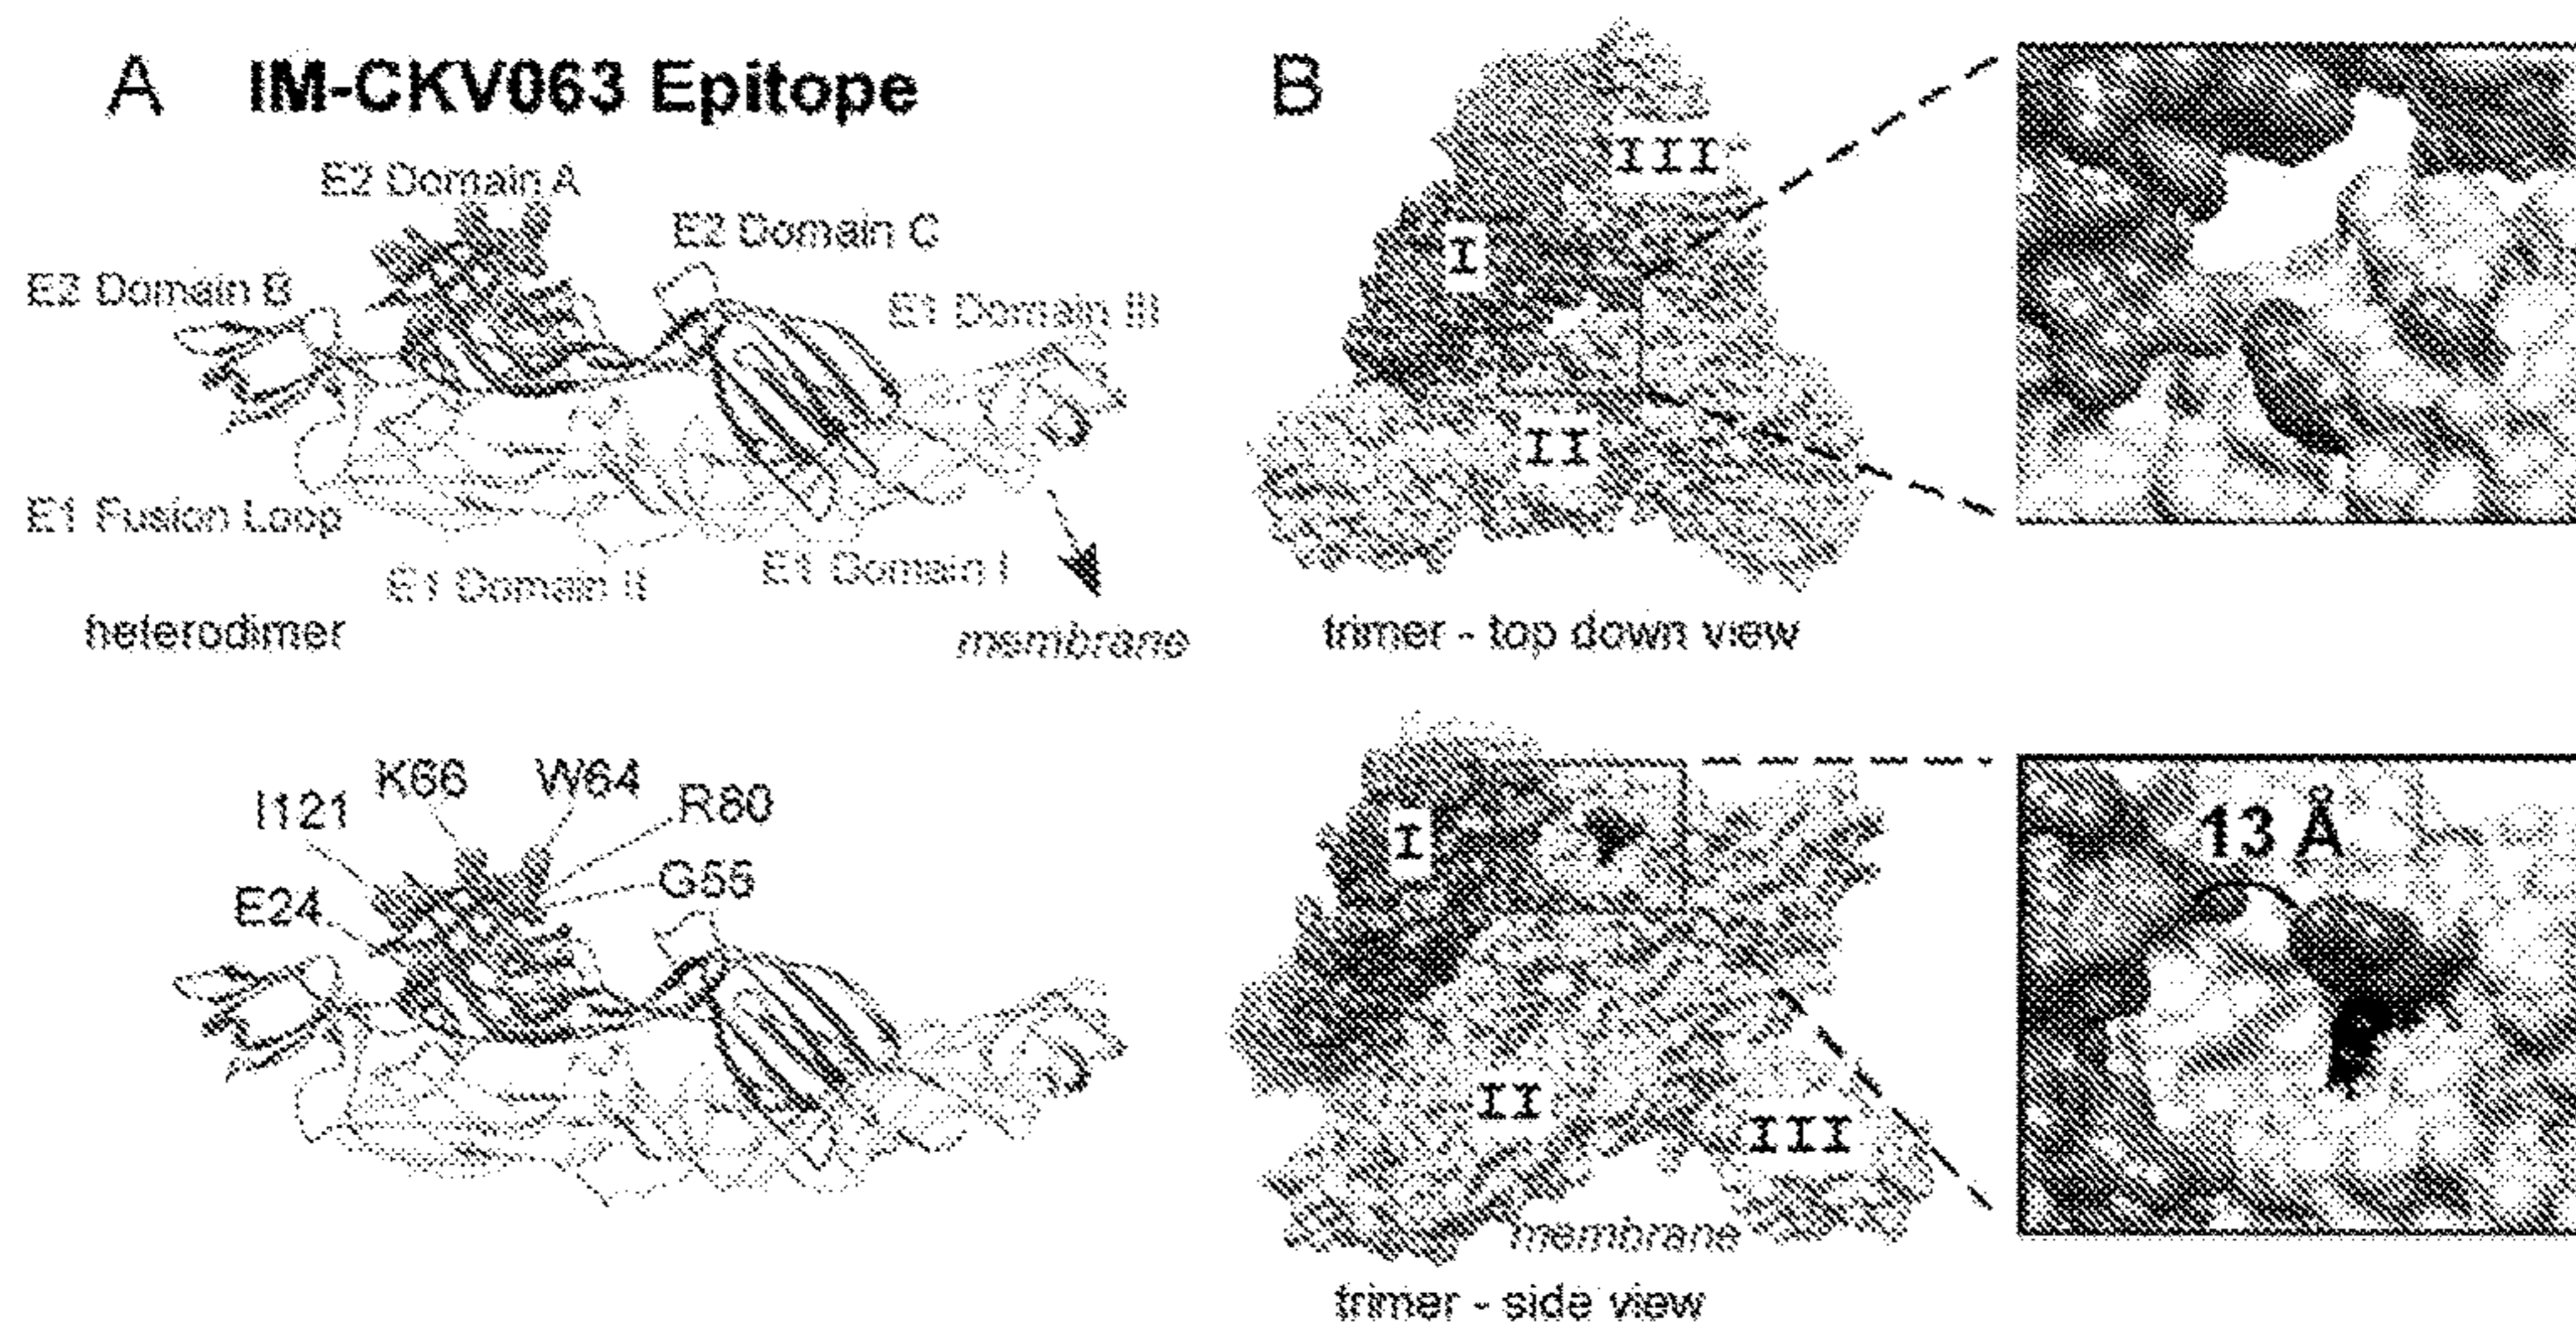 A IM-CKV063 Epitope
E2 Domain A
E2 Domain C
E2 Domain B
E1 Domain III
E1 Fusion Loop
E1 Domain II
E1 Domain I
heterodimer
membrane
K66
W64
I121
R80
G55
E24
B
III
I
II
trimer - top down view
I
II
III
membrane
trimer - side view
13 Å